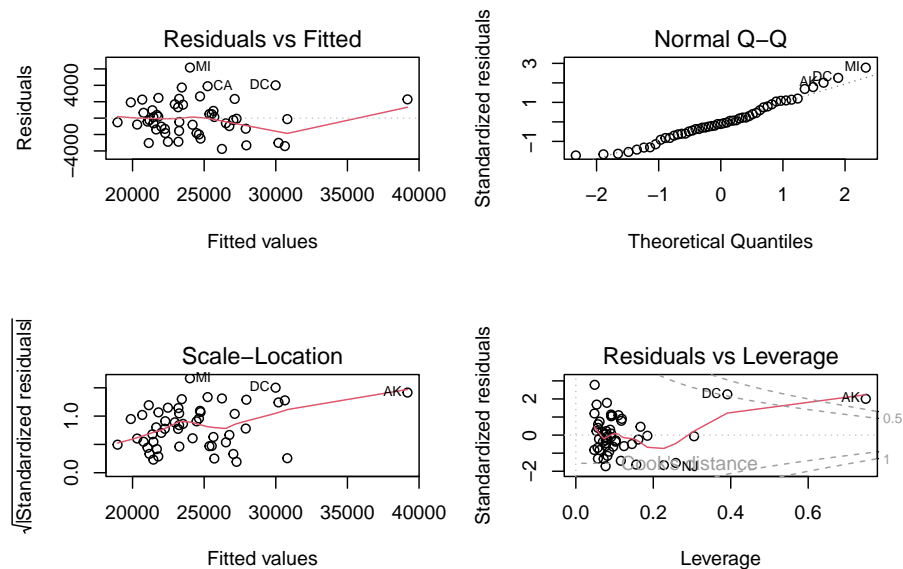 Residuals vs Fitted
Residuals
4000
−4000
MI
CA
DC
20000 25000 30000 35000 40000
Fitted values
Normal Q−Q
Standardized residuals
3
1
−1
MI
DC
AK
−2 −1 0 1 2
Theoretical Quantiles
Scale−Location
√|Standardized residuals|
1.0
0.0
MI
DC
AK
20000 25000 30000 35000 40000
Fitted values
Residuals vs Leverage
Standardized residuals
2
0
−2
DC
AK
NJ
Cook's distance
0.5
1
0.0 0.2 0.4 0.6
Leverage